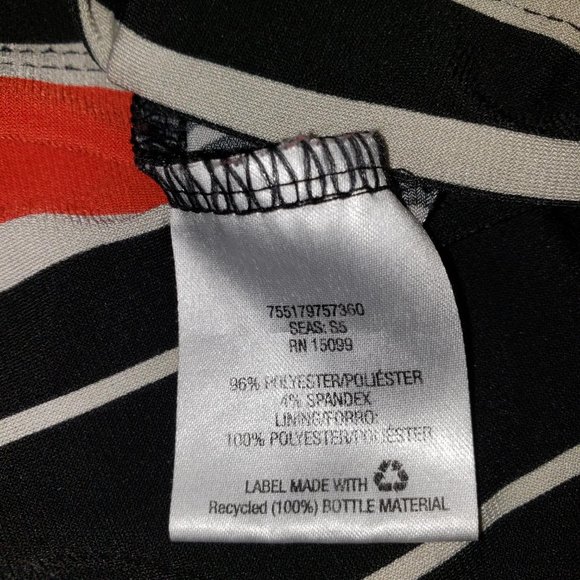 755179757360
SEAS: S5
RN 15099
96% POLYESTER/POLIÉSTER
4% SPANDEX
LINING/FORRO:
100% POLYESTER/POLIÉSTER
LABEL MADE WITH
Recycled (100%) BOTTLE MATERIAL